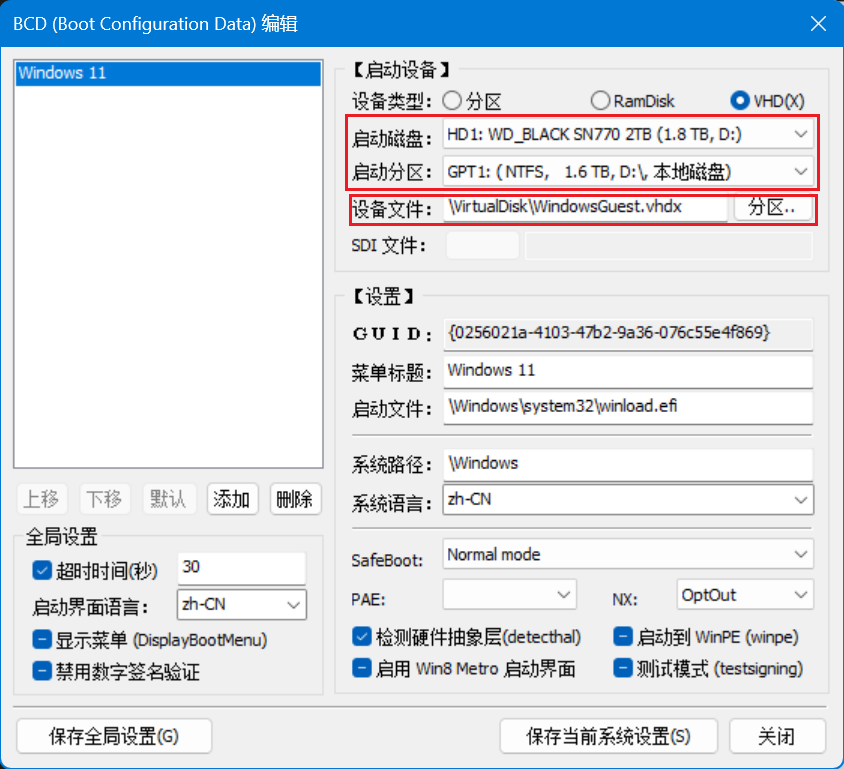 BCD (Boot Configuration Data) 编辑
Windows 11
上移 下移 默认 添加 删除
全局设置
超时时间(秒) 30
启动界面语言： zh-CN
显示菜单 (DisplayBootMenu)
禁用数字签名验证
【启动设备】
设备类型： 分区 RamDisk VHD(X)
启动磁盘： HD1: WD_BLACK SN770 2TB (1.8 TB, D:)
启动分区： GPT1: ( NTFS,  1.6 TB, D:\, 本地磁盘)
设备文件： \VirtualDisk\WindowsGuest.vhdx 分区..
SDI 文件：
【设置】
GUID： {0256021a-4103-47b2-9a36-076c55e4f869}
菜单标题： Windows 11
启动文件： \Windows\system32\winload.efi
系统路径： \Windows
系统语言： zh-CN
SafeBoot: Normal mode
PAE: NX: OptOut
检测硬件抽象层(detecthal) 启动到 WinPE (winpe)
启用 Win8 Metro 启动界面 测试模式 (testsigning)
保存全局设置(G) 保存当前系统设置(S) 关闭